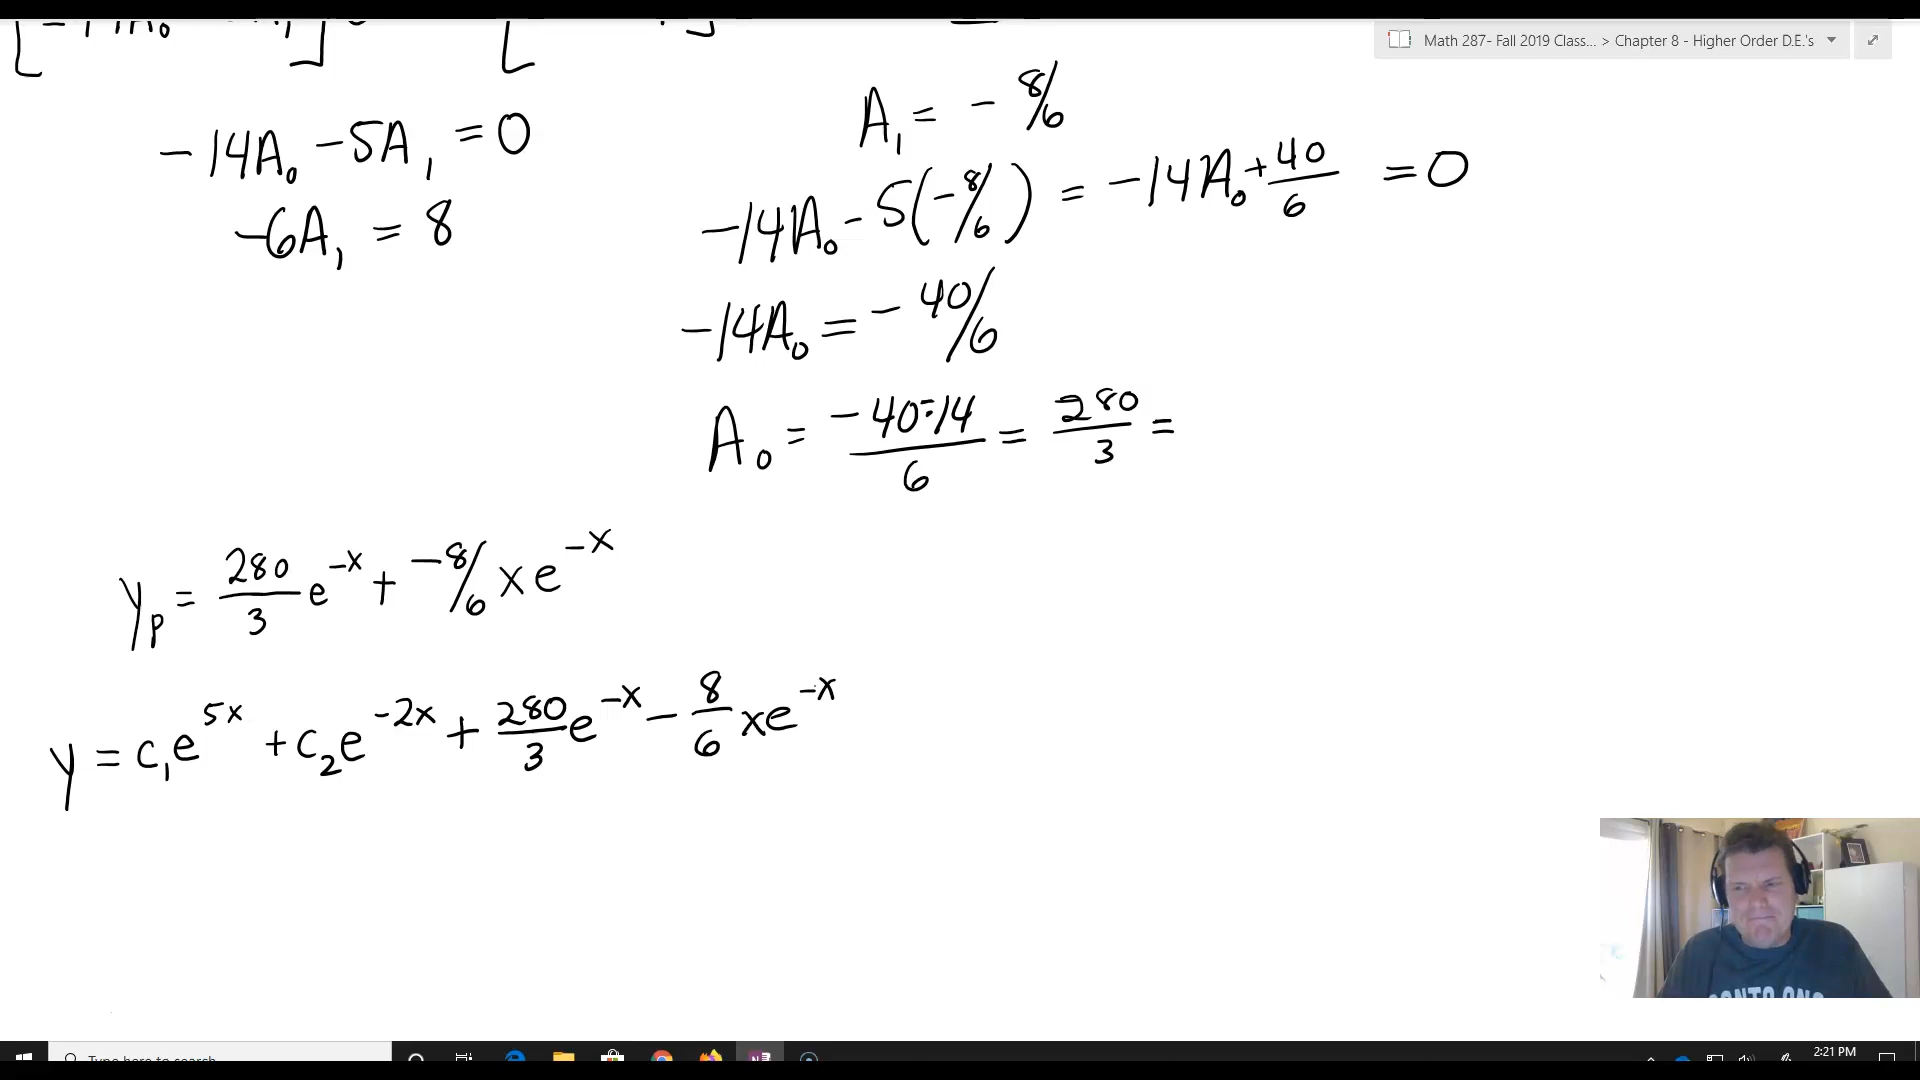 Math 287- Fall 2019 Class... > Chapter 8 - Higher Order D.E.'s
-14A₀ - 5A₁ = 0
-6A₁ = 8
A₁ = - 8/6
-14A₀ - 5(-8/6) = -14A₀ + 40/6 = 0
-14A₀ = - 40/6
A₀ = -40·-14/6 = 280/3 =
yₚ = 280/3 e^-x + -8/6 x e^-x
y = c₁e^5x + c₂e^-2x + 280/3 e^-x - 8/6 xe^-x
2:21 PM